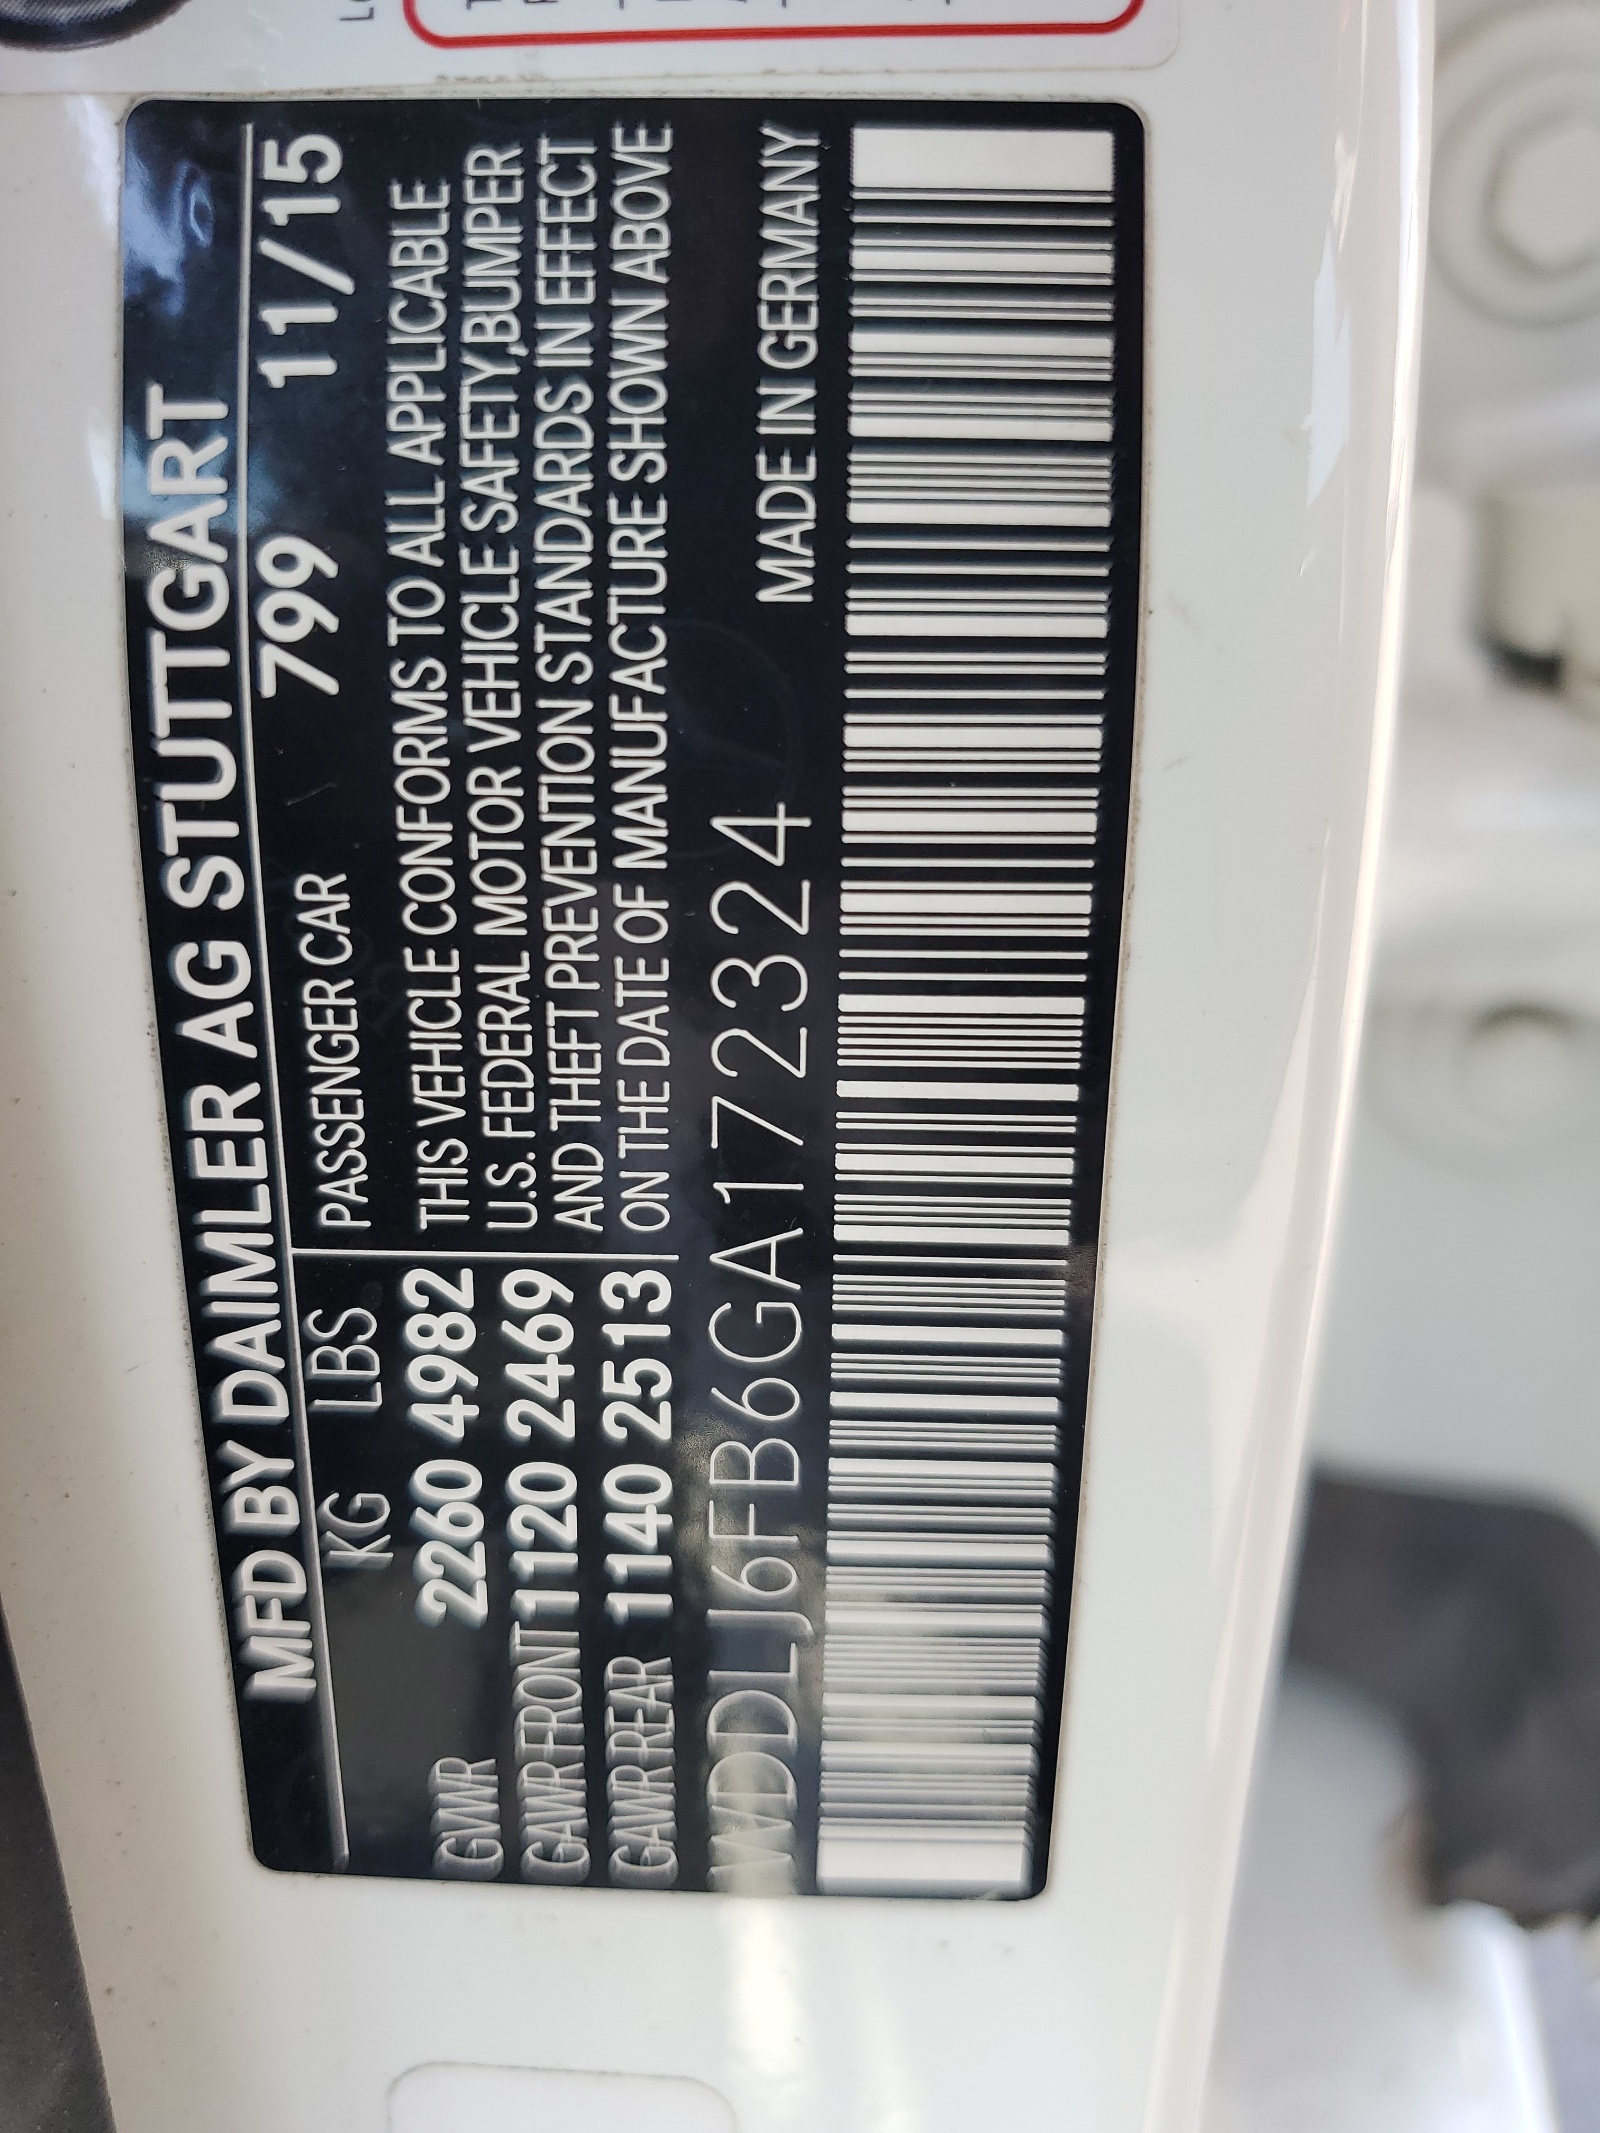 MFD BY DAIMLER AG STUTTGART
KG LBS PASSENGER CAR 799 11/15
GVWR 2260 4982 THIS VEHICLE CONFORMS TO ALL APPLICABLE
GAWR FRONT 1120 2469 U.S. FEDERAL MOTOR VEHICLE SAFETY,BUMPER
GAWR REAR 1140 2513 AND THEFT PREVENTION STANDARDS IN EFFECT
ON THE DATE OF MANUFACTURE SHOWN ABOVE
WDDLJ6FB6GA172324 MADE IN GERMANY